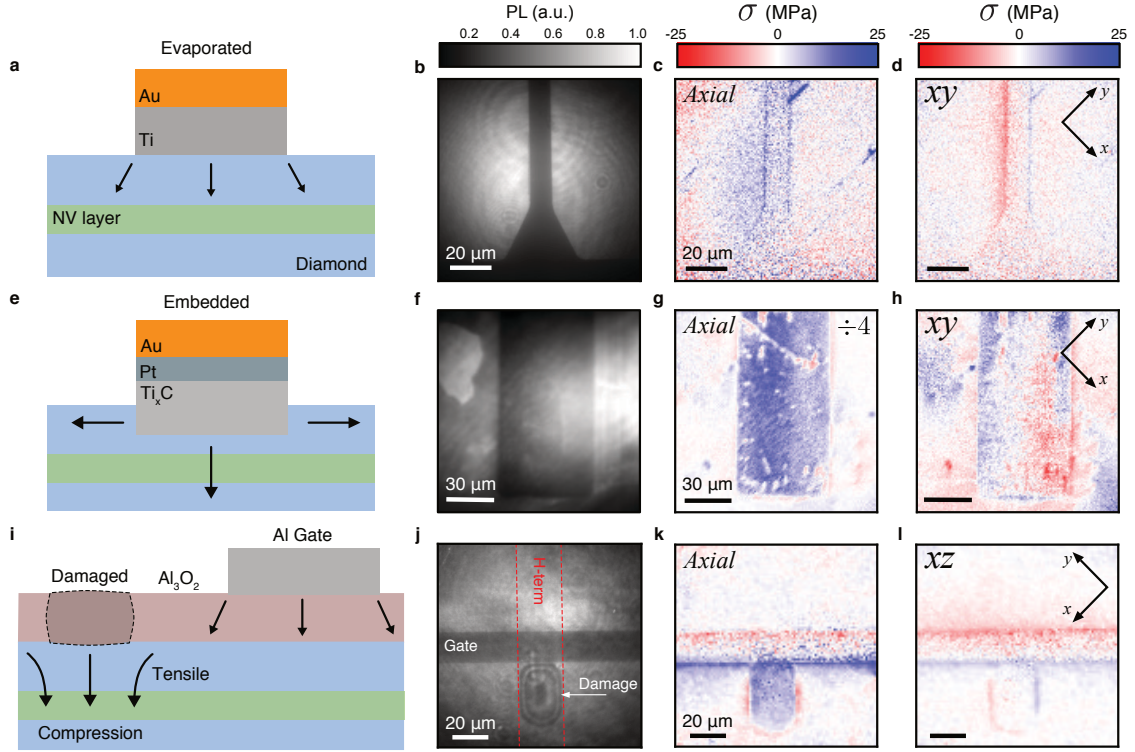 PL (a.u.)
σ (MPa)
σ (MPa)
0.2 0.4 0.6 0.8 1.0
-25 0 25
-25 0 25
a
Evaporated
Au
Ti
NV layer
Diamond
b
20 µm
c
Axial
20 µm
d
xy
y
x
e
Embedded
Au
Pt
TiₓC
f
30 µm
g
Axial
÷4
30 µm
h
xy
y
x
i
Al Gate
Damaged
Al₃O₂
Tensile
Compression
j
H-term
Gate
Damage
20 µm
k
Axial
20 µm
l
xz
y
x